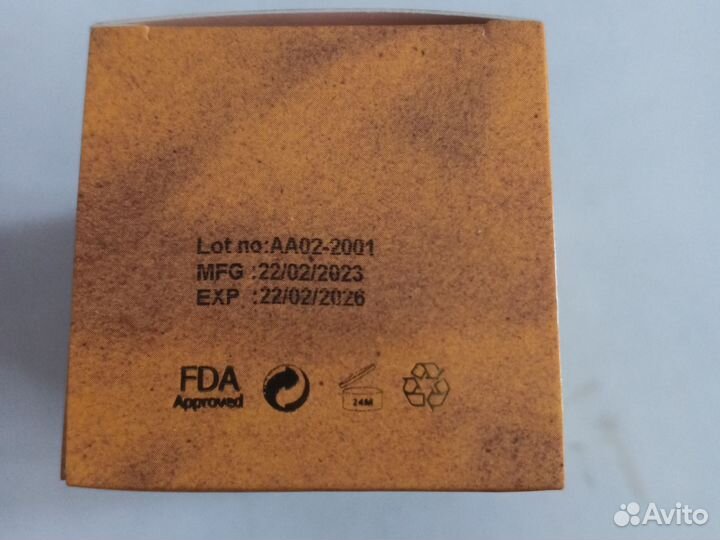 Lot no:AA02-2001
MFG :22/02/2023
EXP :22/02/2026
FDA
Approved
24M
Avito